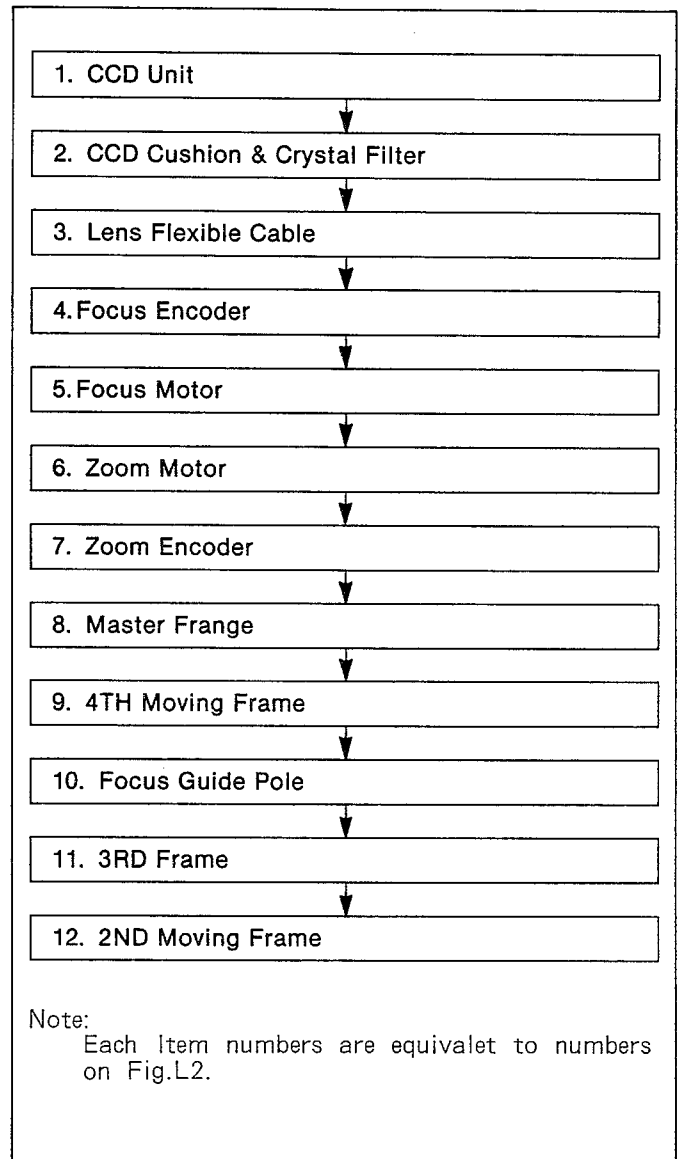 1. CCD Unit
2. CCD Cushion & Crystal Filter
3. Lens Flexible Cable
4. Focus Encoder
5. Focus Motor
6. Zoom Motor
7. Zoom Encoder
8. Master Frange
9. 4TH Moving Frame
10. Focus Guide Pole
11. 3RD Frame
12. 2ND Moving Frame
Note:
Each Item numbers are equivalet to numbers
on Fig.L2.